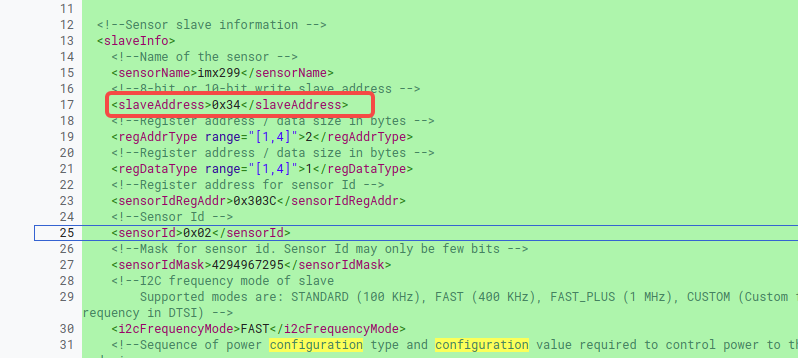 11
12 <!--Sensor slave information -->
13 <slaveInfo>
14 <!--Name of the sensor -->
15 <sensorName>imx299</sensorName>
16 <!--8-bit or 10-bit write slave address -->
17 <slaveAddress>0x34</slaveAddress>
18 <!--Register address / data size in bytes -->
19 <regAddrType range="[1,4]">2</regAddrType>
20 <!--Register address / data size in bytes -->
21 <regDataType range="[1,4]">1</regDataType>
22 <!--Register address for sensor Id -->
23 <sensorIdRegAddr>0x303C</sensorIdRegAddr>
24 <!--Sensor Id -->
25 <sensorId>0x02</sensorId>
26 <!--Mask for sensor id. Sensor Id may only be few bits -->
27 <sensorIdMask>4294967295</sensorIdMask>
28 <!--I2C frequency mode of slave
29 Supported modes are: STANDARD (100 KHz), FAST (400 KHz), FAST_PLUS (1 MHz), CUSTOM (Custom
requency in DTSI) -->
30 <i2cFrequencyMode>FAST</i2cFrequencyMode>
31 <!--Sequence of power configuration type and configuration value required to control power to th